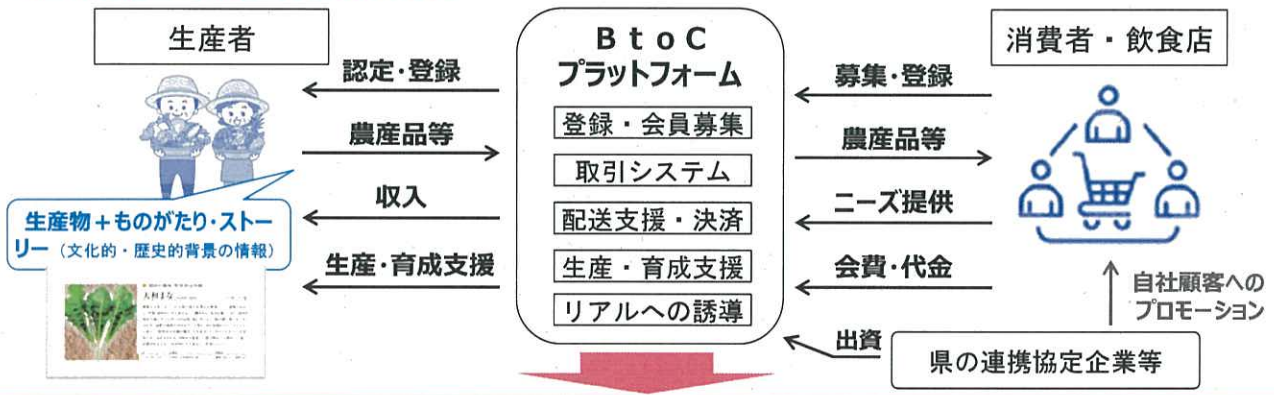 生産者
認定・登録
農産品等
収入
生産・育成支援
生産物+ものがたり・ストー
リー(文化的・歴史的背景の情報)
大和まな
BtoC
プラットフォーム
登録・会員募集
取引システム
配送支援・決済
生産・育成支援
リアルへの誘導
消費者・飲食店
募集・登録
農産品等
ニーズ提供
会費・代金
出資
自社顧客への
プロモーション
県の連携協定企業等